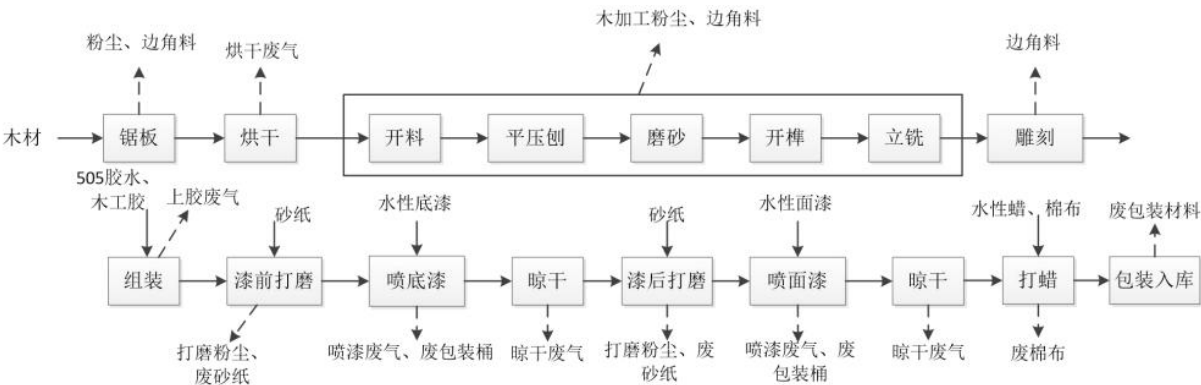 木加工粉尘、边角料
粉尘、边角料
烘干废气
边角料
木材
锯板
烘干
开料
平压刨
磨砂
开榫
立铣
雕刻
505胶水、
木工胶
上胶废气
砂纸
水性底漆
砂纸
水性面漆
水性蜡、棉布
废包装材料
组装
漆前打磨
喷底漆
晾干
漆后打磨
喷面漆
晾干
打蜡
包装入库
打磨粉尘、
废砂纸
喷漆废气、废包装桶
晾干废气
打磨粉尘、废
砂纸
喷漆废气、废
包装桶
晾干废气
废棉布